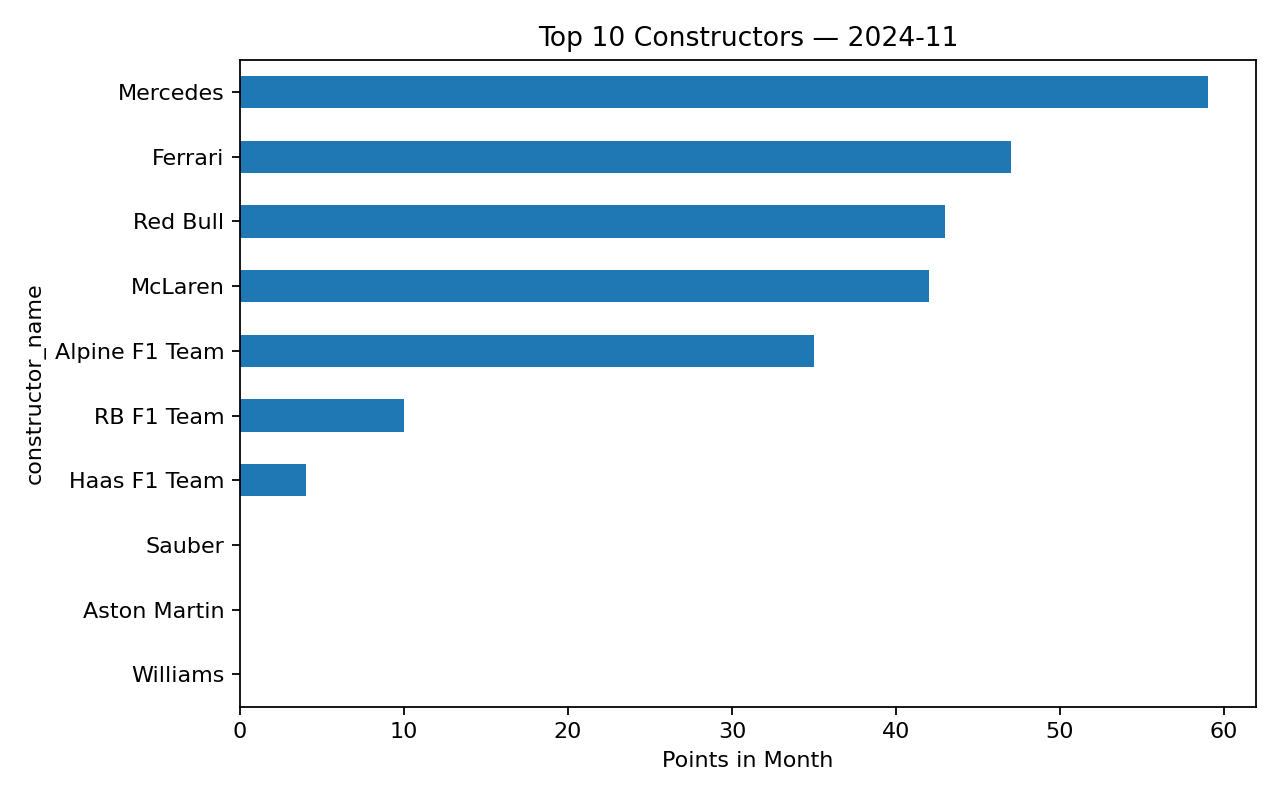 Top 10 Constructors — 2024-11
constructor_name
Mercedes
Ferrari
Red Bull
McLaren
Alpine F1 Team
RB F1 Team
Haas F1 Team
Sauber
Aston Martin
Williams
0 10 20 30 40 50 60
Points in Month